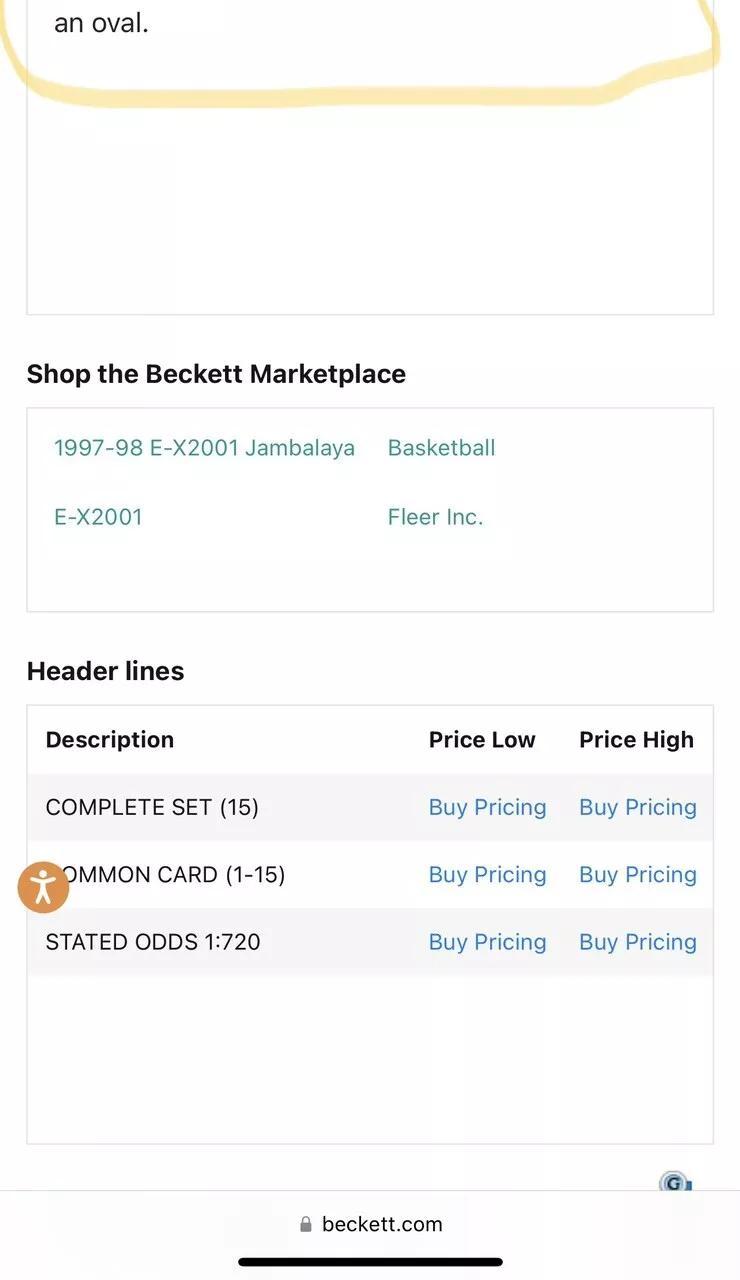 an oval.
Shop the Beckett Marketplace
1997-98 E-X2001 Jambalaya Basketball
E-X2001 Fleer Inc.
Header lines
Description Price Low Price High
COMPLETE SET (15) Buy Pricing Buy Pricing
OMMON CARD (1-15) Buy Pricing Buy Pricing
STATED ODDS 1:720 Buy Pricing Buy Pricing
G
beckett.com